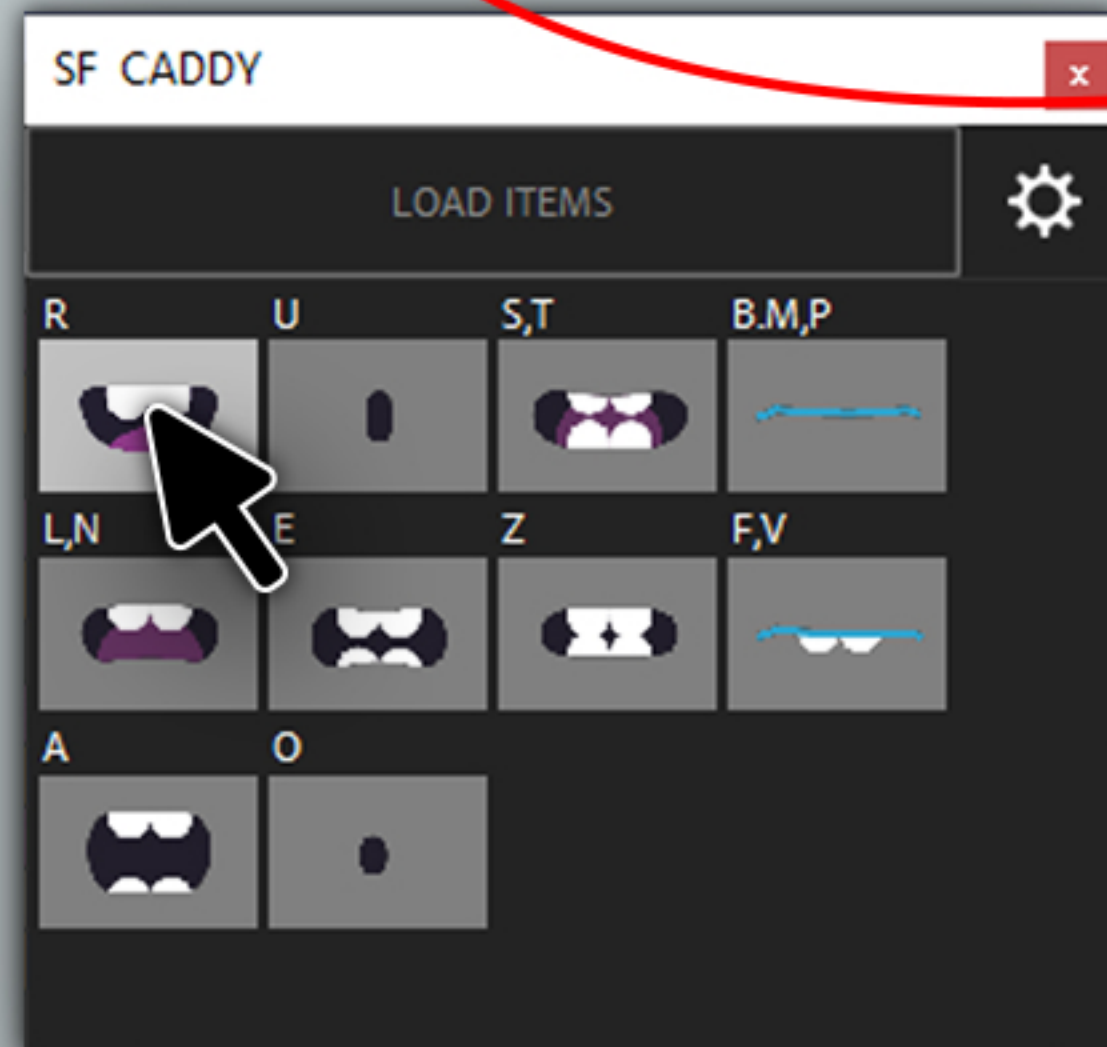 SF CADDY
x
LOAD ITEMS
R U S,T B.M,P
L,N E Z F,V
A O